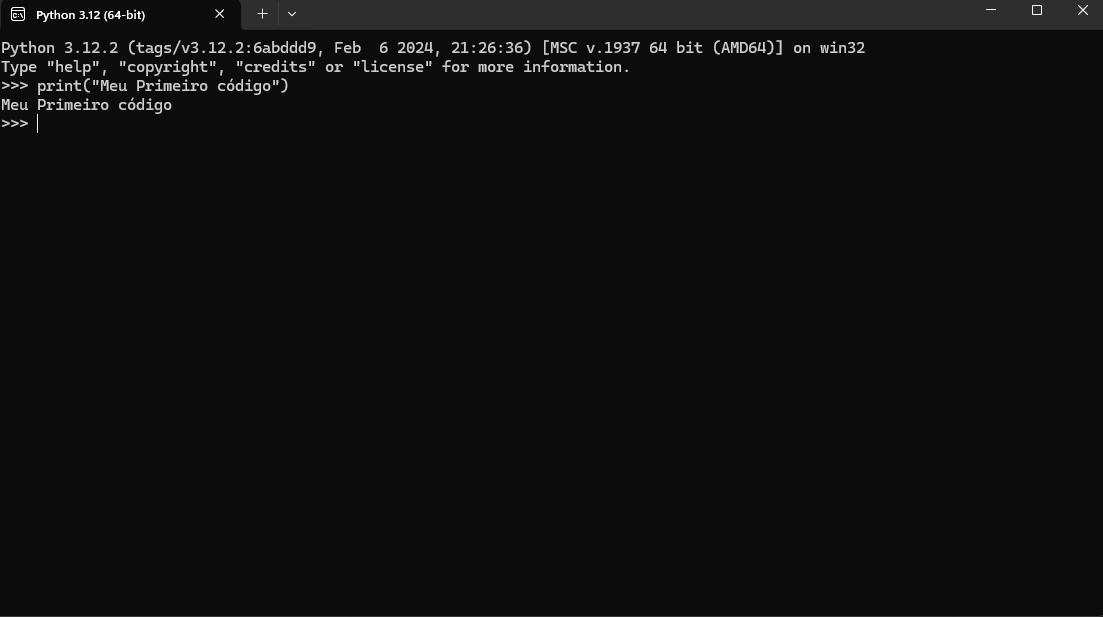 Python 3.12 (64-bit)
Python 3.12.2 (tags/v3.12.2:6abddd9, Feb  6 2024, 21:26:36) [MSC v.1937 64 bit (AMD64)] on win32
Type "help", "copyright", "credits" or "license" for more information.
>>> print("Meu Primeiro código")
Meu Primeiro código
>>>